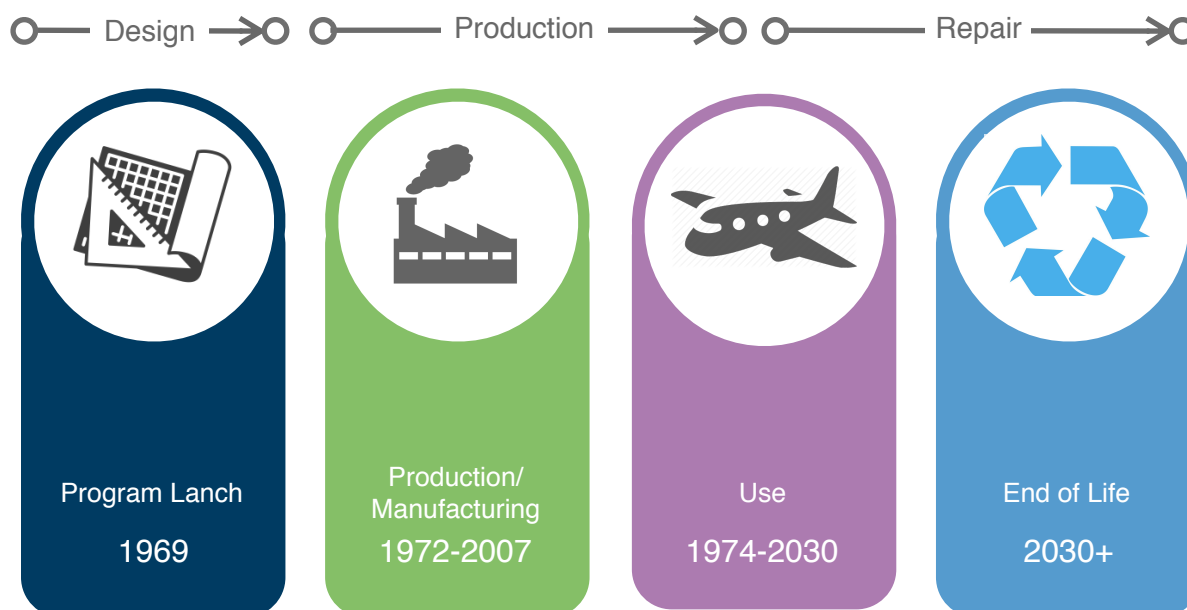 Design
Production
Repair
Program Lanch
1969
Production/
Manufacturing
1972-2007
Use
1974-2030
End of Life
2030+